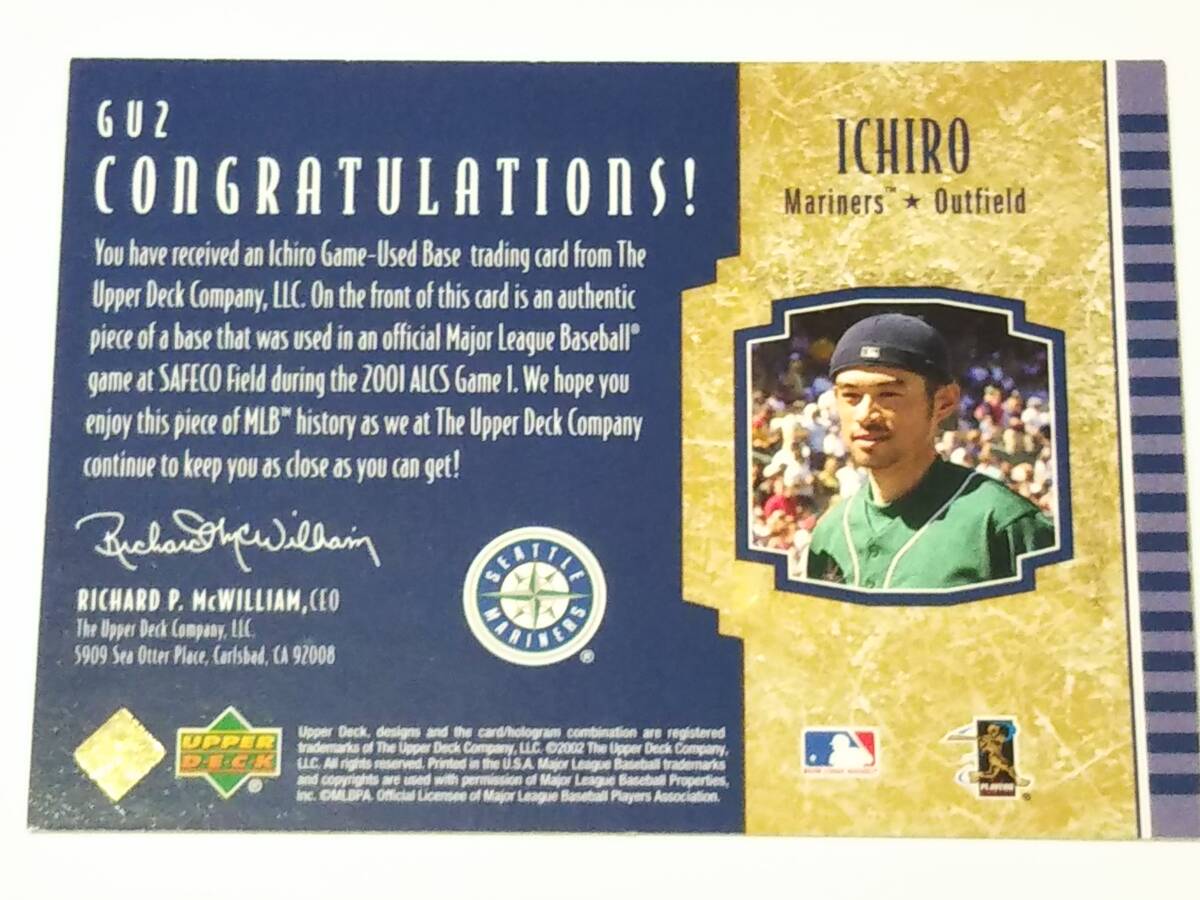 GU2
CONGRATULATIONS!
You have received an Ichiro Game-Used Base trading card from The
Upper Deck Company, LLC. On the front of this card is an authentic
piece of a base that was used in an official Major League Baseball®
game at SAFECO Field during the 2001 ALCS Game 1. We hope you
enjoy this piece of MLB™ history as we at The Upper Deck Company
continue to keep you as close as you can get!
Richard P. McWilliam
RICHARD P. McWILLIAM, CEO
The Upper Deck Company, LLC.
5909 Sea Otter Place, Carlsbad, CA 92008
SEATTLE
MARINERS
®
UPPER
DECK
®
Upper Deck, designs and the card/hologram combination are registered
trademarks of The Upper Deck Company, LLC. ©2002 The Upper Deck Company,
LLC. All rights reserved. Printed in the U.S.A. Major League Baseball trademarks
and copyrights are used with permission of Major League Baseball Properties,
Inc. ©MLBPA. Official Licensee of Major League Baseball Players Association.
ICHIRO
Mariners™ ★ Outfield
PLAYERS
®